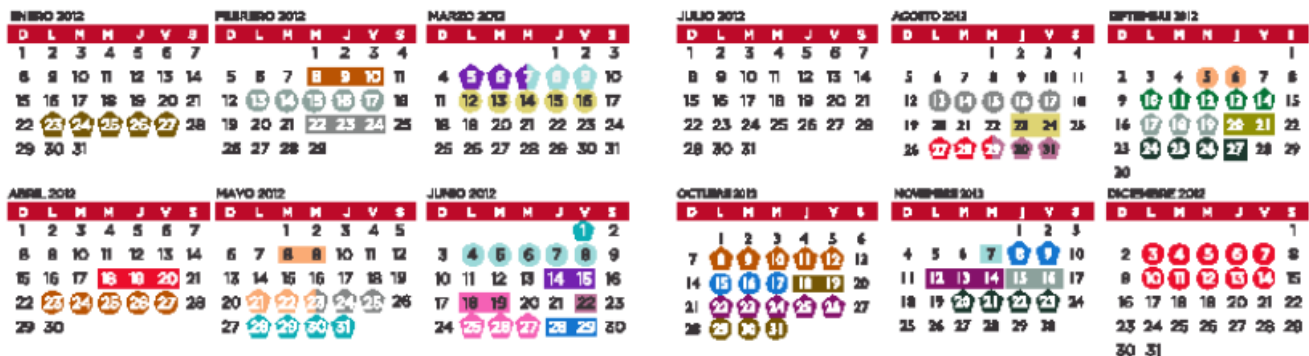 ENERO 2012
D L M M J V S
1 2 3 4 5 6 7
8 9 10 11 12 13 14
15 16 17 18 19 20 21
22 23 24 25 26 27 28
29 30 31
FEBRERO 2012
D L M M J V S
1 2 3 4
5 6 7 8 9 10 11
12 13 14 15 16 17 18
19 20 21 22 23 24 25
26 27 28 29
MARZO 2012
D L M M J V S
1 2 3
4 5 6 7 8 9 10
11 12 13 14 15 16 17
18 19 20 21 22 23 24
25 26 27 28 29 30 31
JULIO 2012
D L M M J V S
1 2 3 4 5 6 7
8 9 10 11 12 13 14
15 16 17 18 19 20 21
22 23 24 25 26 27 28
29 30 31
AGOSTO 2012
D L M M J V S
1 2 3 4
5 6 7 8 9 10 11
12 13 14 15 16 17 18
19 20 21 22 23 24 25
26 27 28 29 30 31
SEPTIEMBRE 2012
D L M M J V S
1
2 3 4 5 6 7 8
9 10 11 12 13 14 15
16 17 18 19 20 21 22
23 24 25 26 27 28 29
30
ABRIL 2012
D L M M J V S
1 2 3 4 5 6 7
8 9 10 11 12 13 14
15 16 17 18 19 20 21
22 23 24 25 26 27 28
29 30
MAYO 2012
D L M M J V S
1 2 3 4 5
6 7 8 9 10 11 12
13 14 15 16 17 18 19
20 21 22 23 24 25 26
27 28 29 30 31
JUNIO 2012
D L M M J V S
1 2
3 4 5 6 7 8 9
10 11 12 13 14 15 16
17 18 19 20 21 22 23
24 25 26 27 28 29 30
OCTUBRE 2012
D L M M J V S
1 2 3 4 5 6
7 8 9 10 11 12 13
14 15 16 17 18 19 20
21 22 23 24 25 26 27
28 29 30 31
NOVIEMBRE 2012
D L M M J V S
1 2 3
4 5 6 7 8 9 10
11 12 13 14 15 16 17
18 19 20 21 22 23 24
25 26 27 28 29 30
DICIEMBRE 2012
D L M M J V S
1
2 3 4 5 6 7 8
9 10 11 12 13 14 15
16 17 18 19 20 21 22
23 24 25 26 27 28 29
30 31